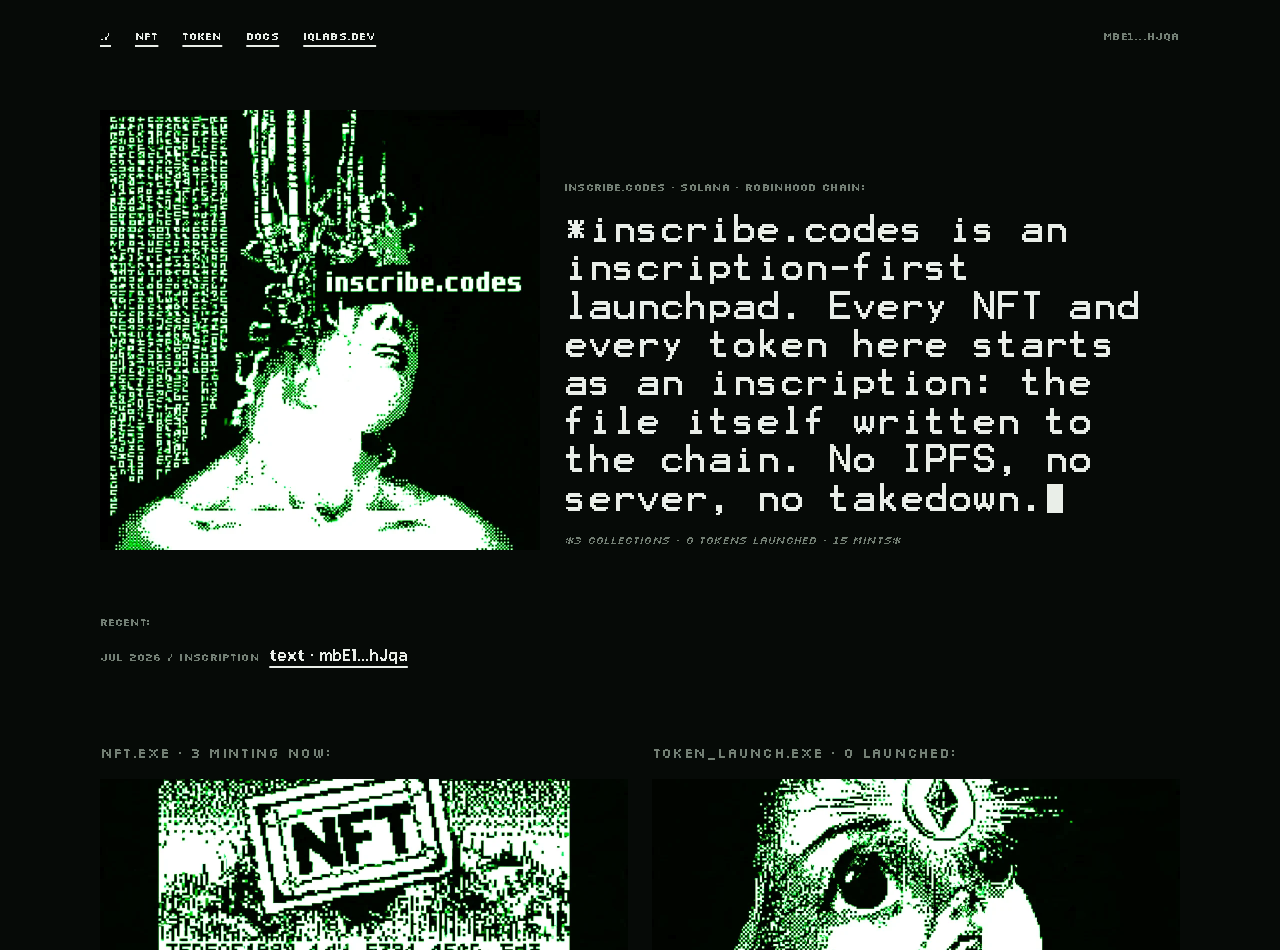 ./ NFT TOKEN DOCS IQLABS.DEV MBE1...HJQA
inscribe.codes
INSCRIBE.CODES · SOLANA · ROBINHOOD CHAIN:
*inscribe.codes is an
inscription-first
launchpad. Every NFT and
every token here starts
as an inscription: the
file itself written to
the chain. No IPFS, no
server, no takedown.
*3 COLLECTIONS · 0 TOKENS LAUNCHED · 15 MINTS*
RECENT:
JUL 2026 / INSCRIPTION text · mbE1...hJqa
NFT.EXE · 3 MINTING NOW:
TOKEN_LAUNCH.EXE · 0 LAUNCHED:
NFT